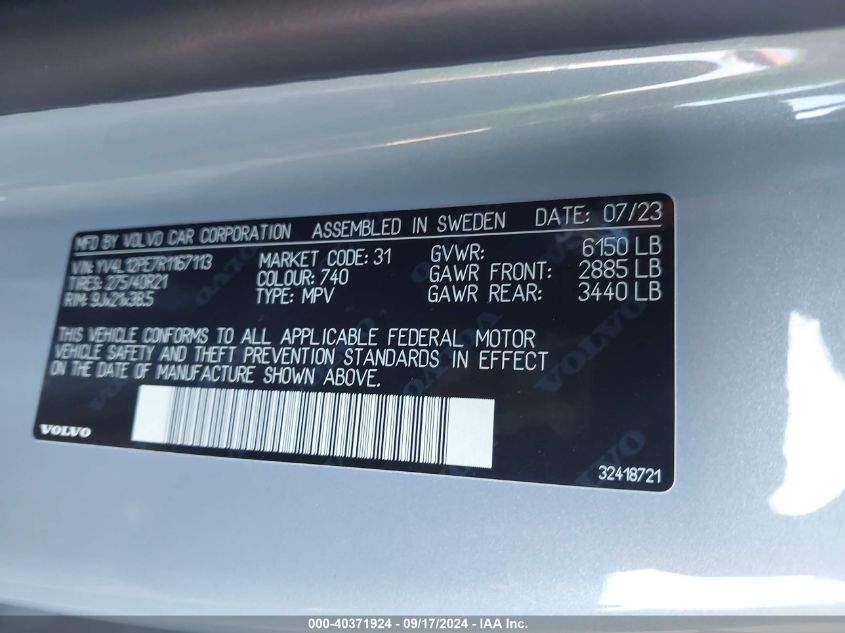 MFD BY VOLVO CAR CORPORATION ASSEMBLED IN SWEDEN DATE: 07/23
VIN: YV4L12PE7R1167113 MARKET CODE: 31 GVWR: 6150 LB
TIRES: 275/40R21 COLOUR: 740 GAWR FRONT: 2885 LB
RIM: 9Jx21x38.5 TYPE: MPV GAWR REAR: 3440 LB
THIS VEHICLE CONFORMS TO ALL APPLICABLE FEDERAL MOTOR
VEHICLE SAFETY AND THEFT PREVENTION STANDARDS IN EFFECT
ON THE DATE OF MANUFACTURE SHOWN ABOVE.
VOLVO
32418721
000-40371924 - 09/17/2024 - IAA Inc.